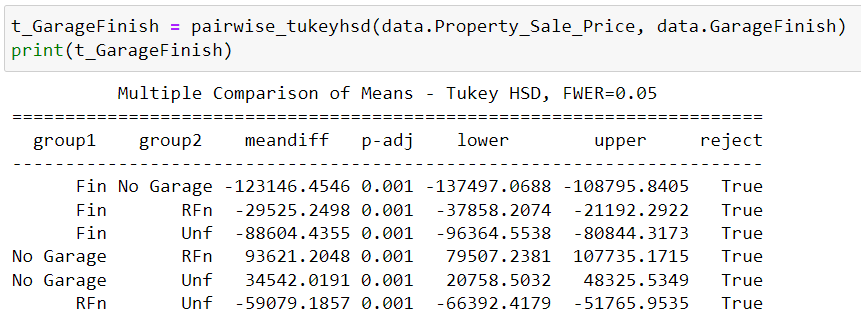 t_GarageFinish = pairwise_tukeyhsd(data.Property_Sale_Price, data.GarageFinish)
print(t_GarageFinish)
Multiple Comparison of Means - Tukey HSD, FWER=0.05
======================================================================
group1 group2 meandiff p-adj lower upper reject
----------------------------------------------------------------------
Fin No Garage -123146.4546 0.001 -137497.0688 -108795.8405 True
Fin RFn -29525.2498 0.001 -37858.2074 -21192.2922 True
Fin Unf -88604.4355 0.001 -96364.5538 -80844.3173 True
No Garage RFn 93621.2048 0.001 79507.2381 107735.1715 True
No Garage Unf 34542.0191 0.001 20758.5032 48325.5349 True
RFn Unf -59079.1857 0.001 -66392.4179 -51765.9535 True